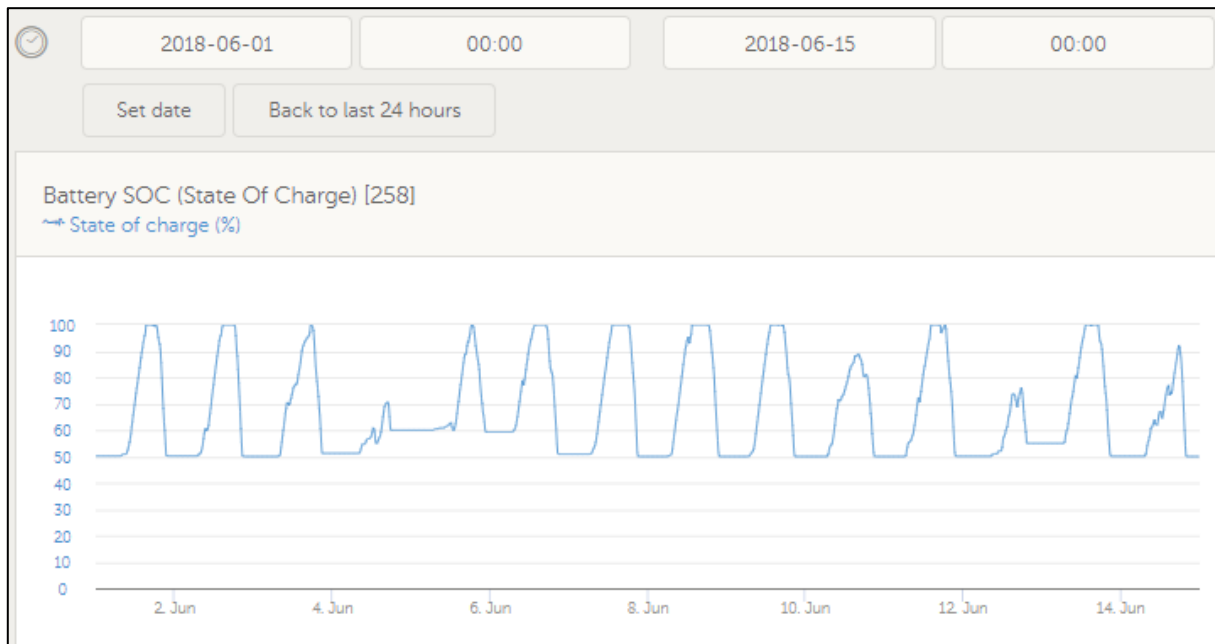 2018-06-01 00:00 2018-06-15 00:00
Set date Back to last 24 hours
Battery SOC (State Of Charge) [258]
State of charge (%)
100
90
80
70
60
50
40
30
20
10
0
2. Jun 4. Jun 6. Jun 8. Jun 10. Jun 12. Jun 14. Jun